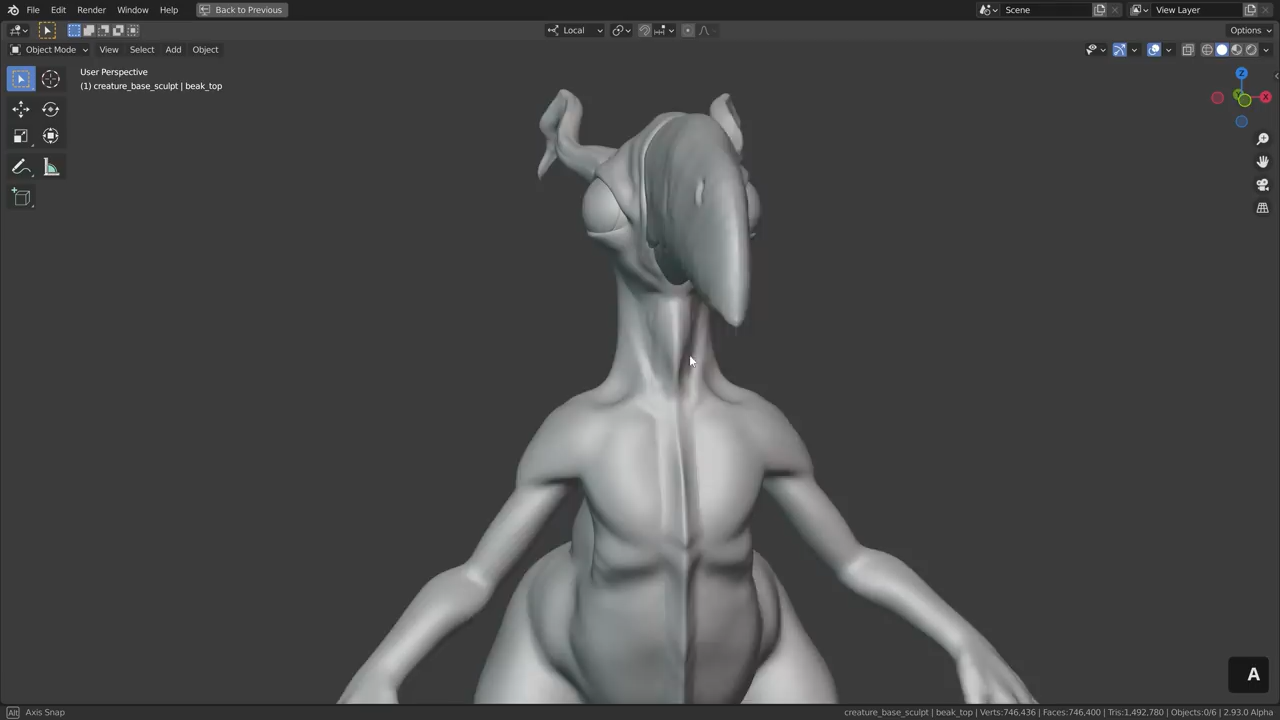 File Edit Render Window Help Back to Previous Scene View Layer
Local Options
Object Mode View Select Add Object
User Perspective
(1) creature_base_sculpt | beak_top
Z
Y
X
A
Alt Axis Snap creature_base_sculpt | beak_top | Verts:746,436 | Faces:746,400 | Tris:1,492,780 | Objects:0/6 | 2.93.0 Alpha